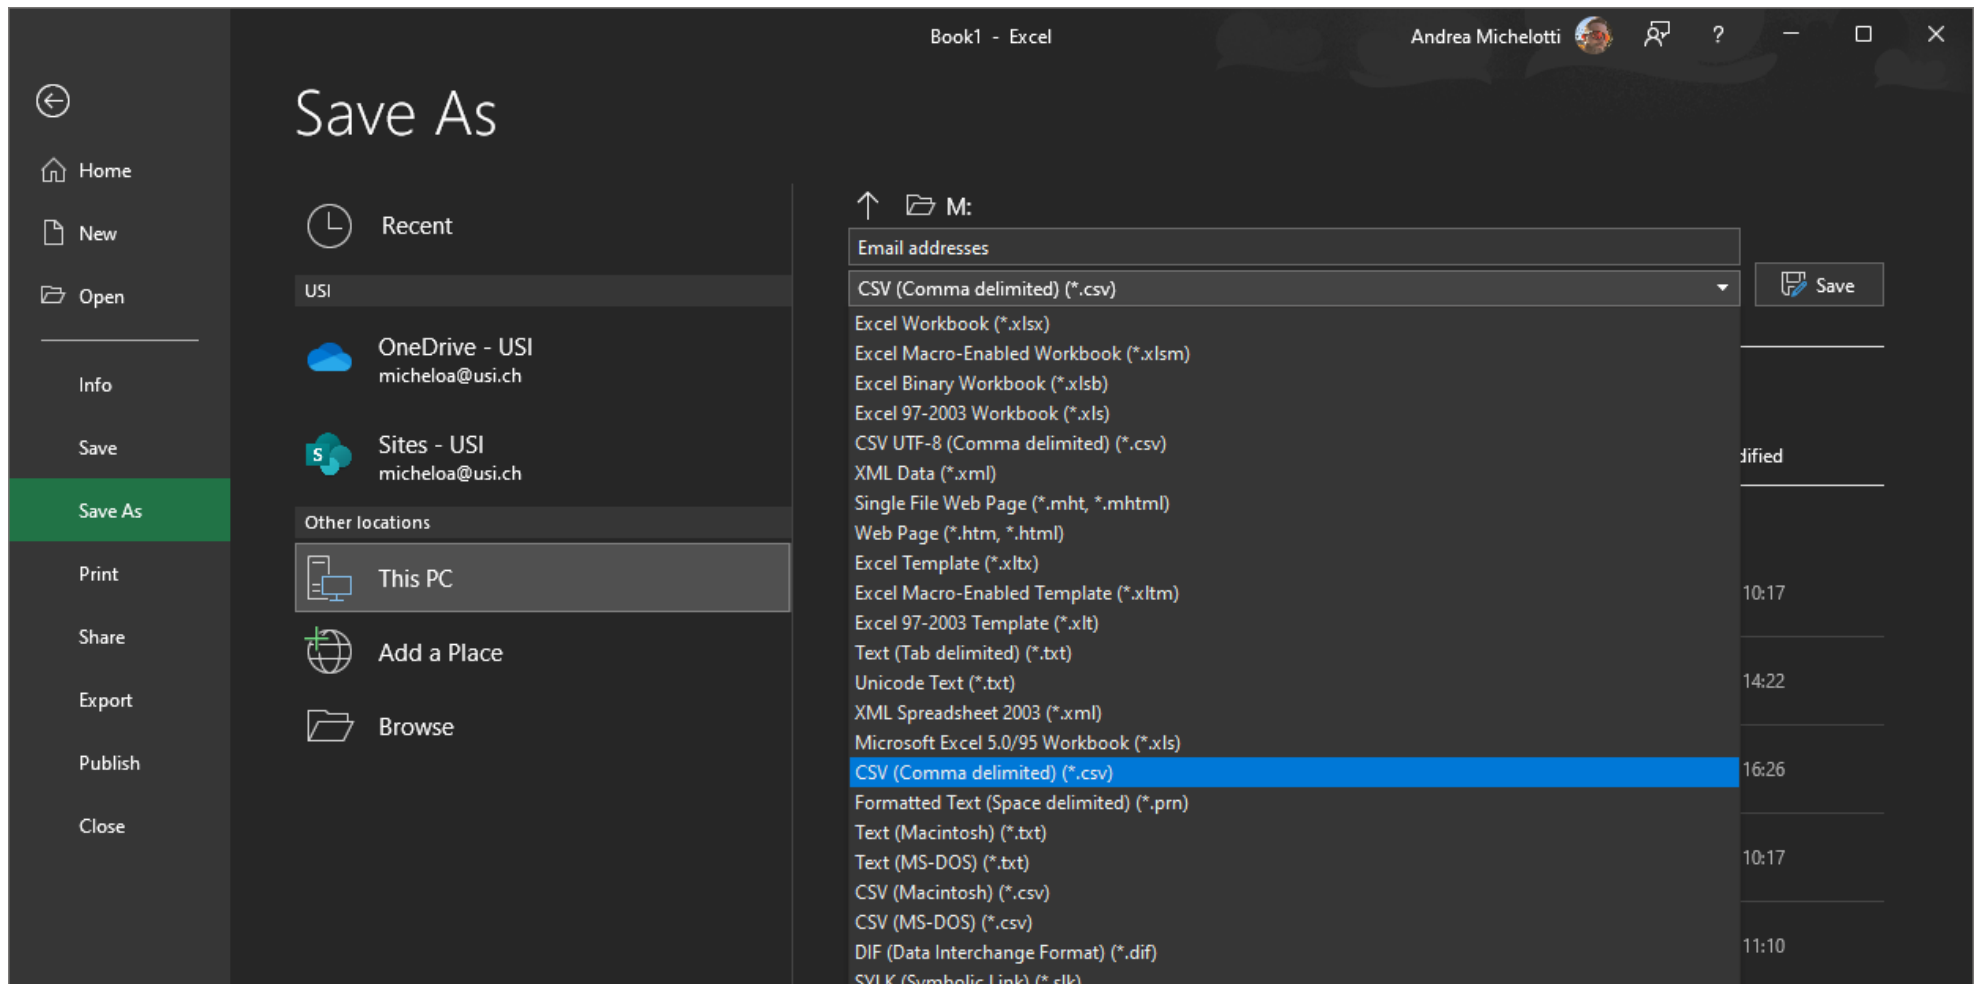 Book1 - Excel
Andrea Michelotti
?
Save As
Home
New
Open
Info
Save
Save As
Print
Share
Export
Publish
Close
Recent
USI
OneDrive - USI
micheloa@usi.ch
S
Sites - USI
micheloa@usi.ch
Other locations
This PC
Add a Place
Browse
M:
Email addresses
CSV (Comma delimited) (*.csv)
Save
Excel Workbook (*.xlsx)
Excel Macro-Enabled Workbook (*.xlsm)
Excel Binary Workbook (*.xlsb)
Excel 97-2003 Workbook (*.xls)
CSV UTF-8 (Comma delimited) (*.csv)
XML Data (*.xml)
Single File Web Page (*.mht, *.mhtml)
Web Page (*.htm, *.html)
Excel Template (*.xltx)
Excel Macro-Enabled Template (*.xltm)
Excel 97-2003 Template (*.xlt)
Text (Tab delimited) (*.txt)
Unicode Text (*.txt)
XML Spreadsheet 2003 (*.xml)
Microsoft Excel 5.0/95 Workbook (*.xls)
CSV (Comma delimited) (*.csv)
Formatted Text (Space delimited) (*.prn)
Text (Macintosh) (*.txt)
Text (MS-DOS) (*.txt)
CSV (Macintosh) (*.csv)
CSV (MS-DOS) (*.csv)
DIF (Data Interchange Format) (*.dif)
SYLK (Symbolic Link) (*.slk)
dified
10:17
14:22
16:26
10:17
11:10